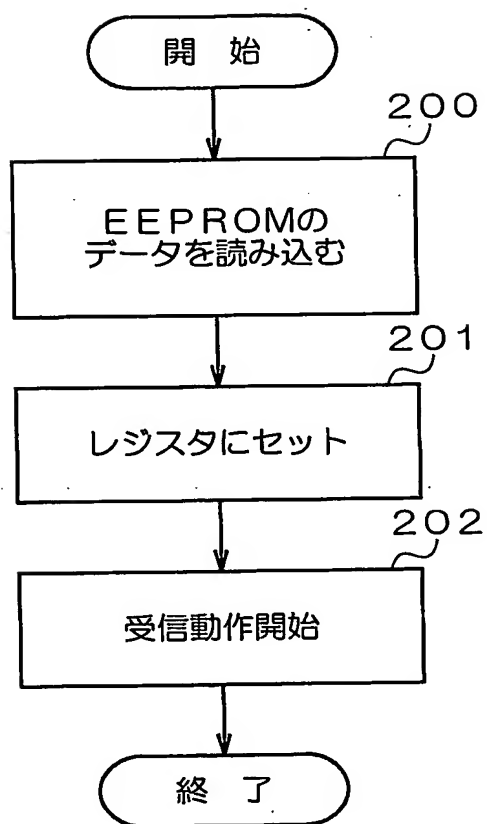 開 始
200
EEPROMの
データを読み込む
201
レジスタにセット
202
受信動作開始
終 了